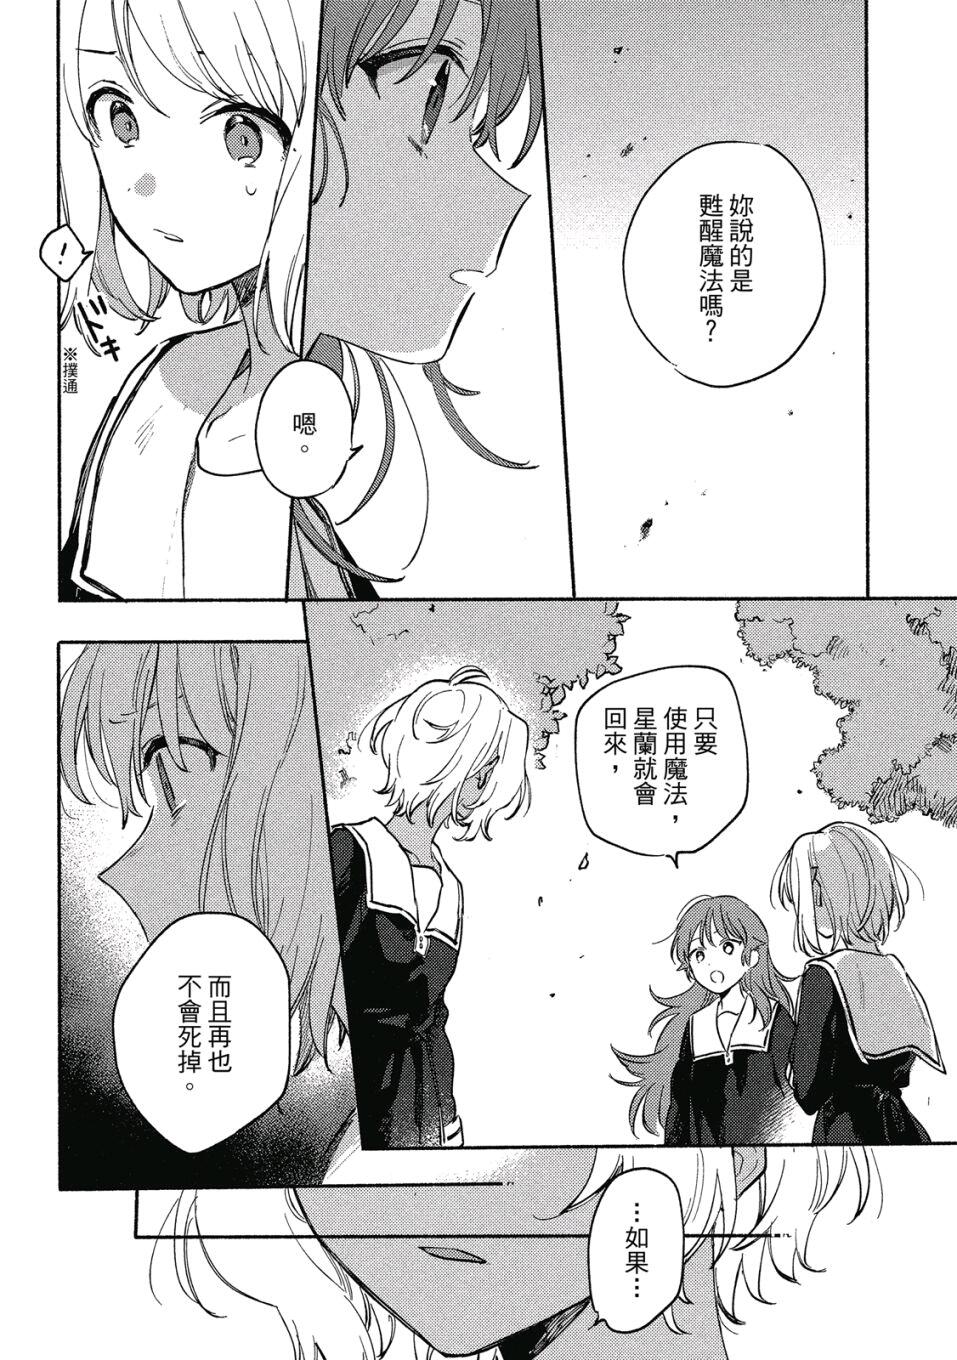 妳說的是
甦醒魔法嗎？
嗯。
！
ドキ
※撲通
只要
使用魔法，
星蘭就會
回來，
而且再也
不會死掉。
…如果…